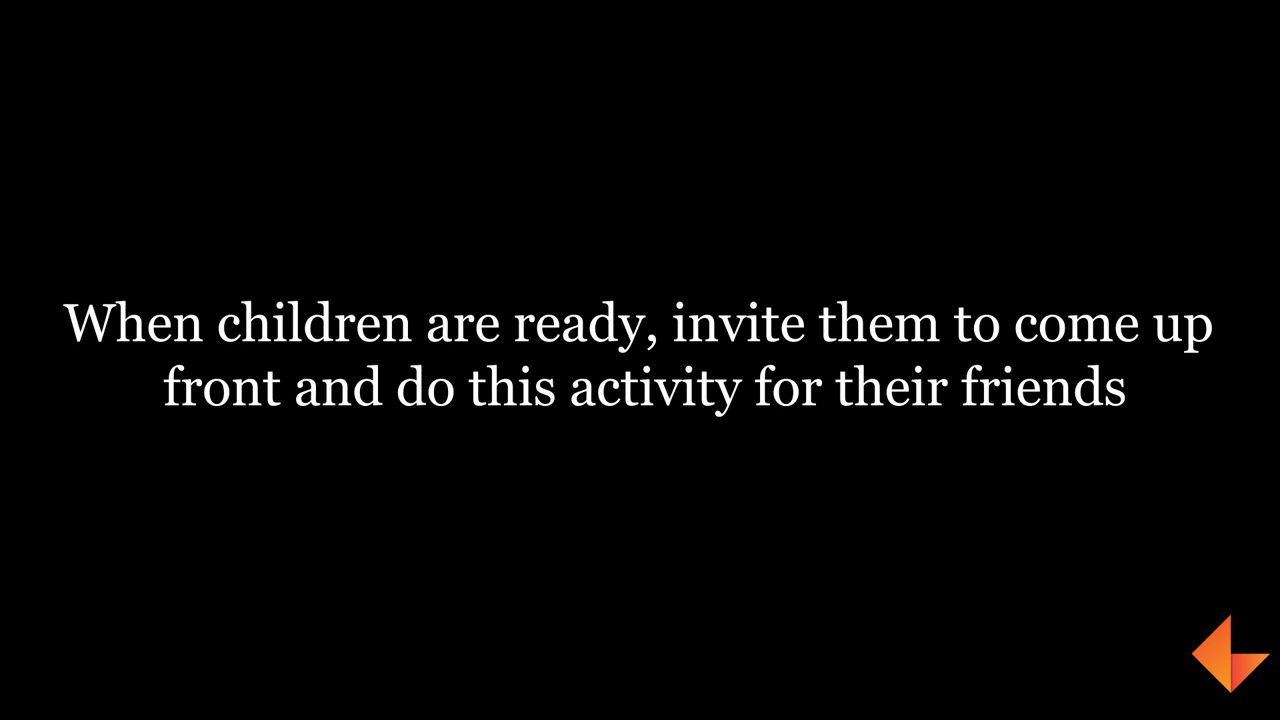 When children are ready, invite them to come up
front and do this activity for their friends